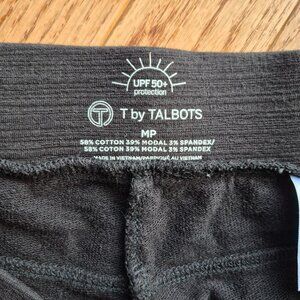 UPF 50+
protection
T by TALBOTS
MP
58% COTTON 39% MODAL 3% SPANDEX/
58% COTTON 39% MODAL 3% SPANDEX
MADE IN VIETNAM/FABRIQUÉ AU VIETNAM